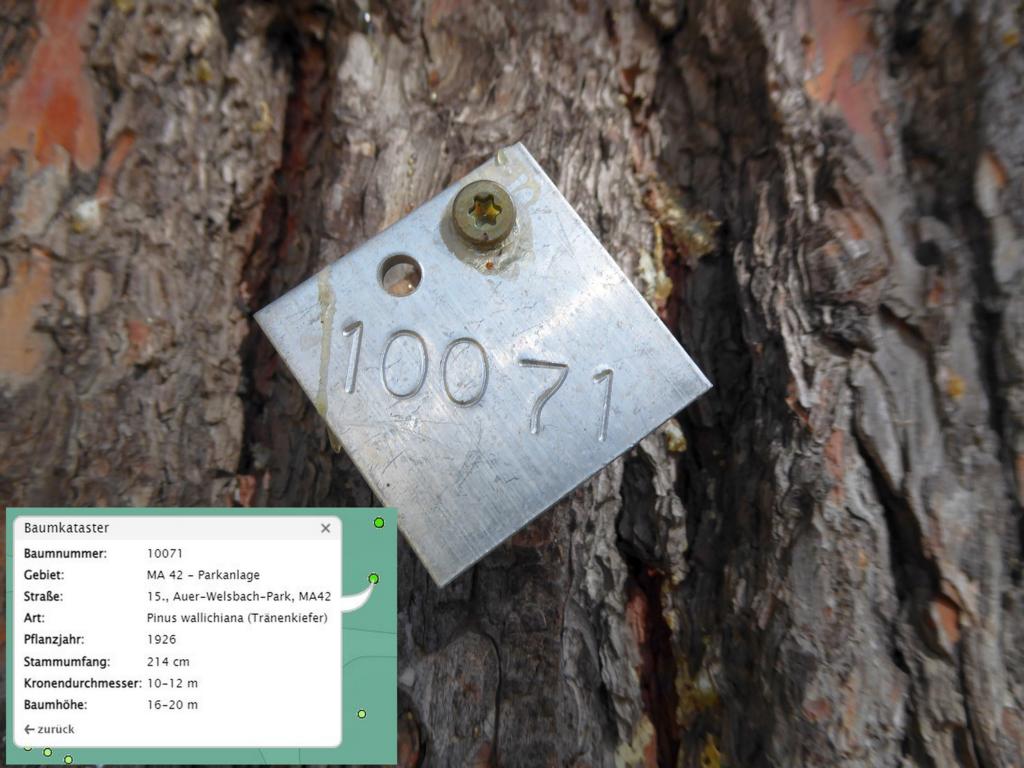 10071
Baumkataster
Baumnummer: 10071
Gebiet: MA 42 – Parkanlage
Straße: 15., Auer-Welsbach-Park, MA42
Art: Pinus wallichiana (Tränenkiefer)
Pflanzjahr: 1926
Stammumfang: 214 cm
Kronendurchmesser: 10-12 m
Baumhöhe: 16-20 m
zurück